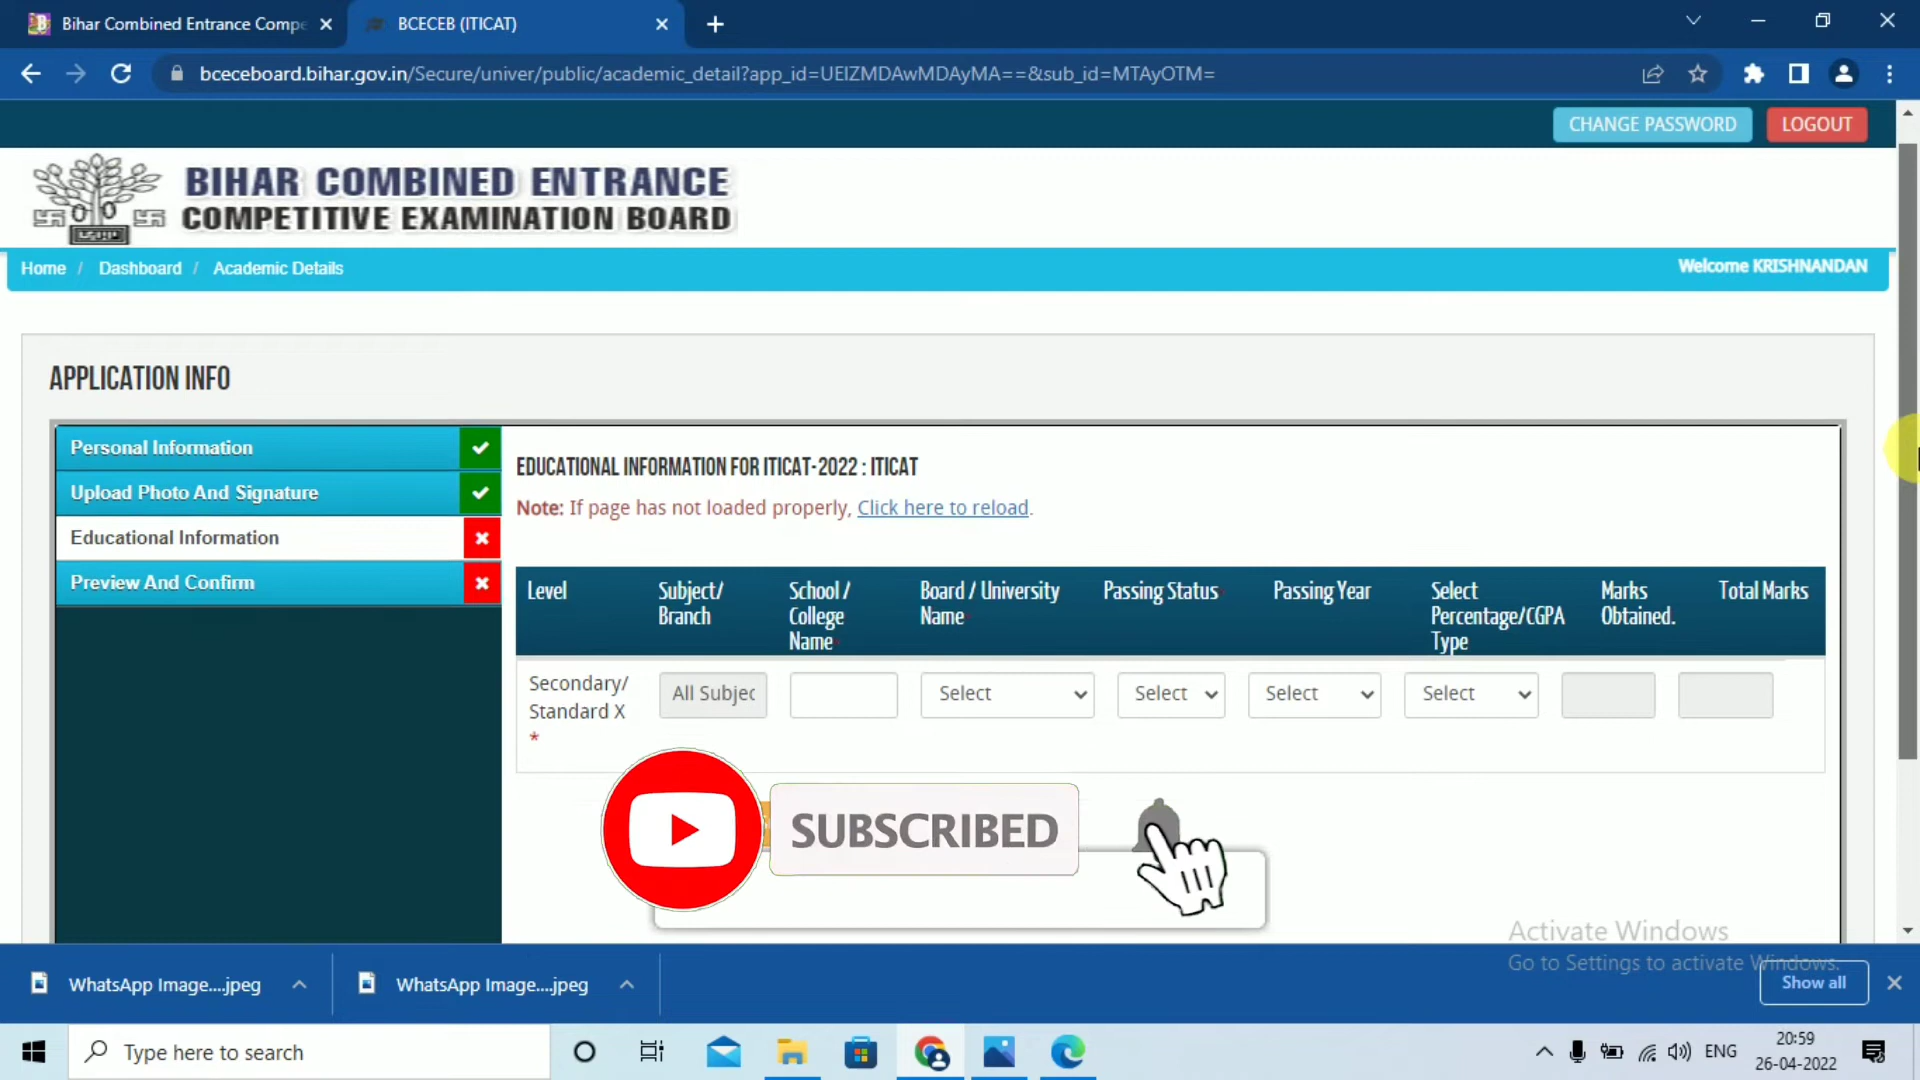 Bihar Combined Entrance Compe
BCECEB (ITICAT)
bceceboard.bihar.gov.in/Secure/univer/public/academic_detail?app_id=UEIZMDAwMDAyMA==&sub_id=MTAyOTM=
CHANGE PASSWORD
LOGOUT
BIHAR COMBINED ENTRANCE
COMPETITIVE EXAMINATION BOARD
Home / Dashboard / Academic Details
Welcome KRISHNANDAN
APPLICATION INFO
Personal Information
Upload Photo And Signature
Educational Information
Preview And Confirm
EDUCATIONAL INFORMATION FOR ITICAT-2022 : ITICAT
Note: If page has not loaded properly, Click here to reload.
Level
Subject/
Branch
School /
College
Name
Board / University
Name
Passing Status
Passing Year
Select
Percentage/CGPA
Type
Marks
Obtained.
Total Marks
Secondary/
Standard X
*
All Subjec
Select
Select
Select
Select
SUBSCRIBED
Activate Windows
Go to Settings to activate Windows.
WhatsApp Image....jpeg
WhatsApp Image....jpeg
Show all
Type here to search
ENG
20:59
26-04-2022